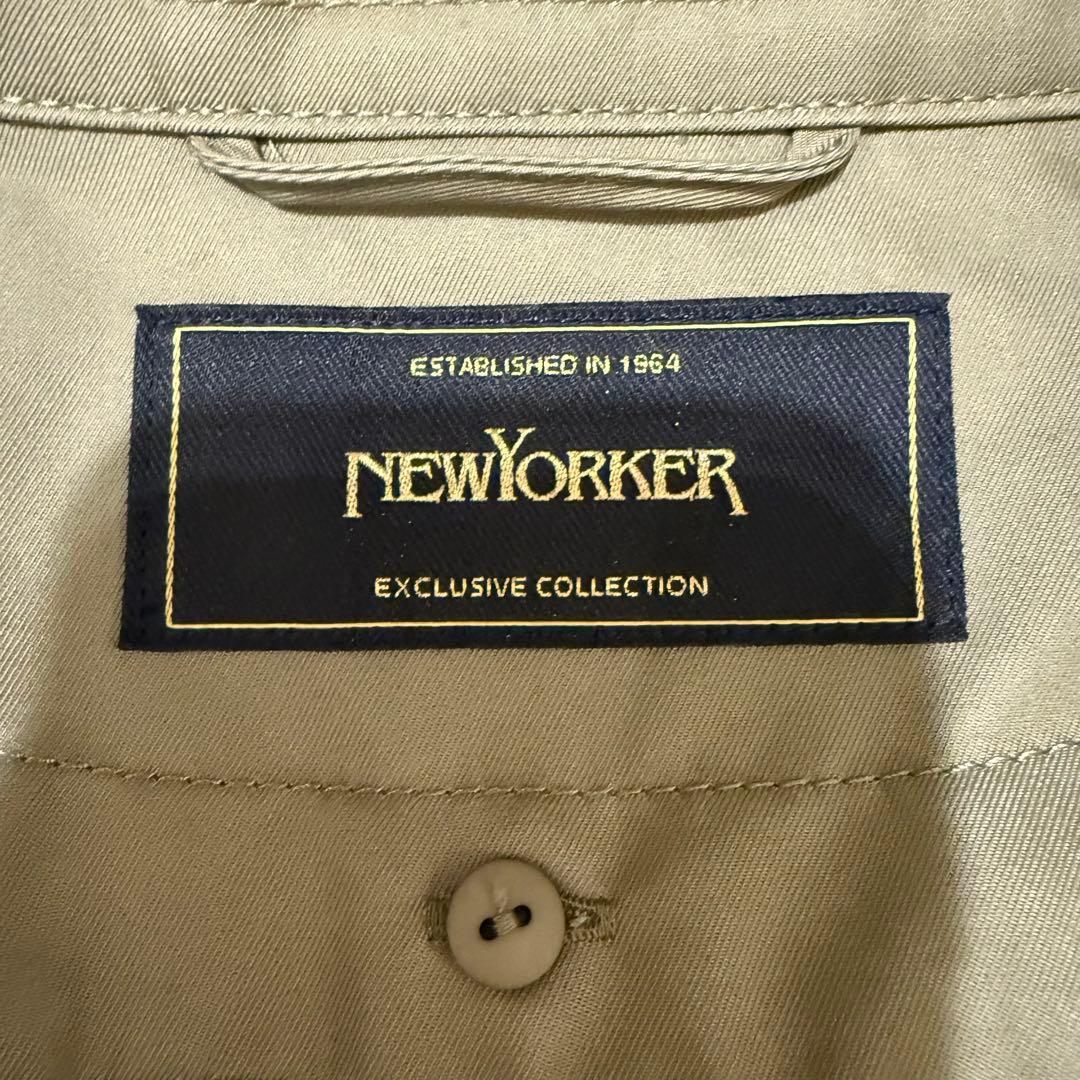 ESTABLISHED IN 1964
NEWYORKER
EXCLUSIVE COLLECTION